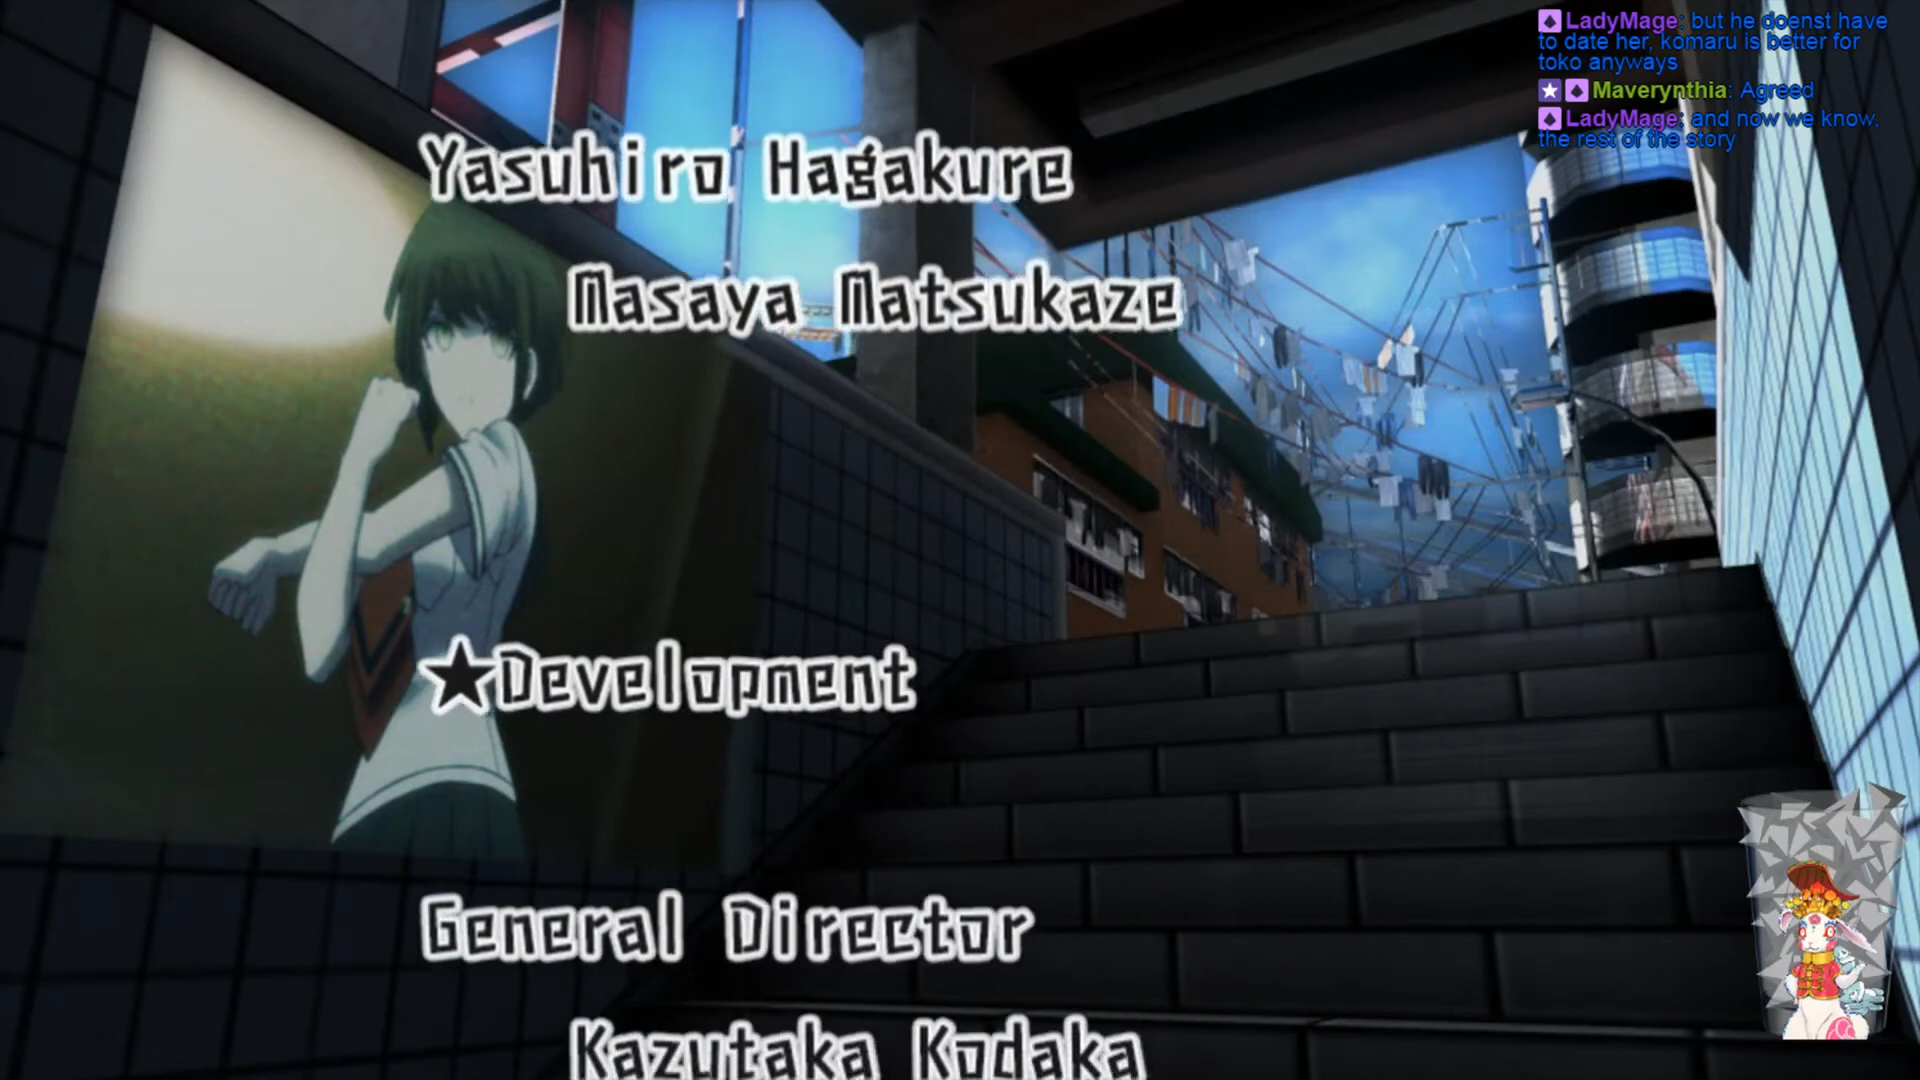 Yasuhiro Hagakure
Masaya Matsukaze
★Development
General Director
Kazutaka Kodaka
LadyMage: but he doenst have
to date her, komaru is better for
toko anyways
Maverynthia: Agreed
LadyMage: and now we know,
the rest of the story